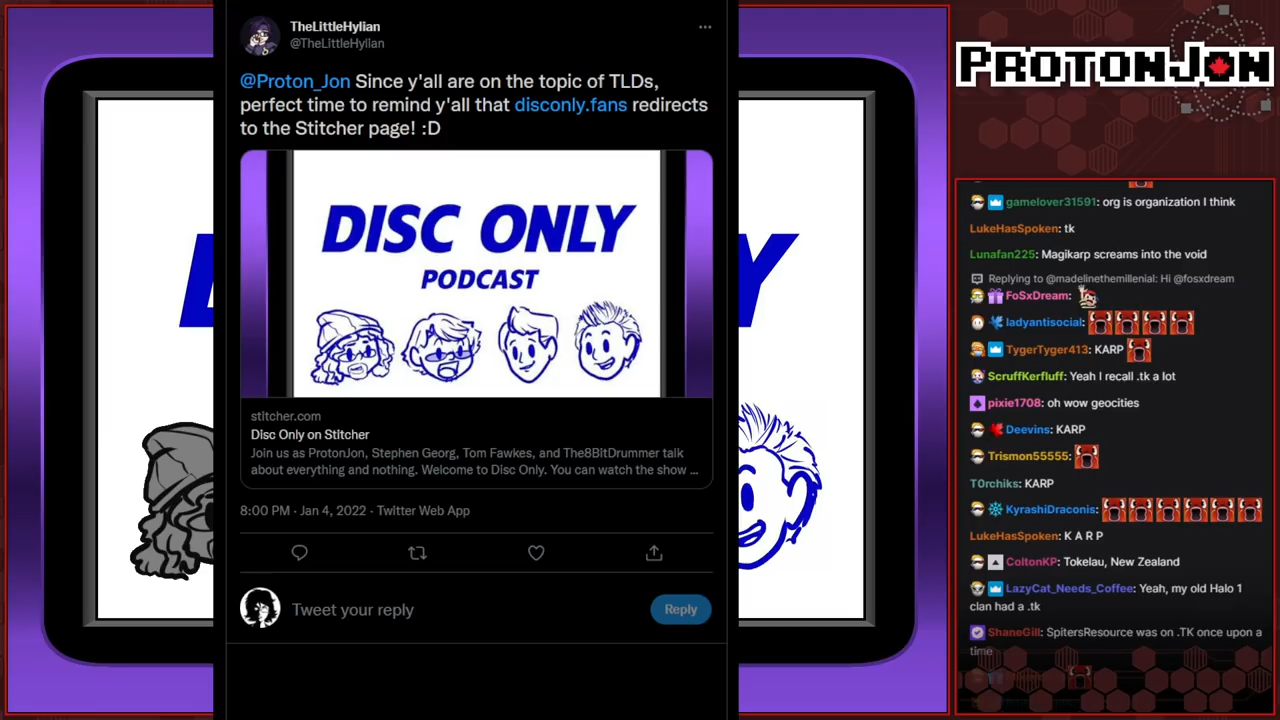 TheLittleHylian
@TheLittleHylian
@Proton_Jon Since y'all are on the topic of TLDs,
perfect time to remind y'all that disconly.fans redirects
to the Stitcher page! :D
DISC ONLY
PODCAST
stitcher.com
Disc Only on Stitcher
Join us as ProtonJon, Stephen Georg, Tom Fawkes, and The8BitDrummer talk
about everything and nothing. Welcome to Disc Only. You can watch the show ...
8:00 PM · Jan 4, 2022 · Twitter Web App
Tweet your reply
Reply
Y
PROTONJON
gamelover31591: org is organization I think
LukeHasSpoken: tk
Lunafan225: Magikarp screams into the void
Replying to @madelinethemillenial: Hi @fosxdream
FoSxDream:
ladyantisocial:
TygerTyger413: KARP
ScruffKerfluff: Yeah I recall .tk a lot
pixie1708: oh wow geocities
Deevins: KARP
Trismon55555:
T0rchiks: KARP
KyrashiDraconis:
LukeHasSpoken: K A R P
ColtonKP: Tokelau, New Zealand
LazyCat_Needs_Coffee: Yeah, my old Halo 1
clan had a .tk
ShaneGill: SpitersResource was on .TK once upon a
time